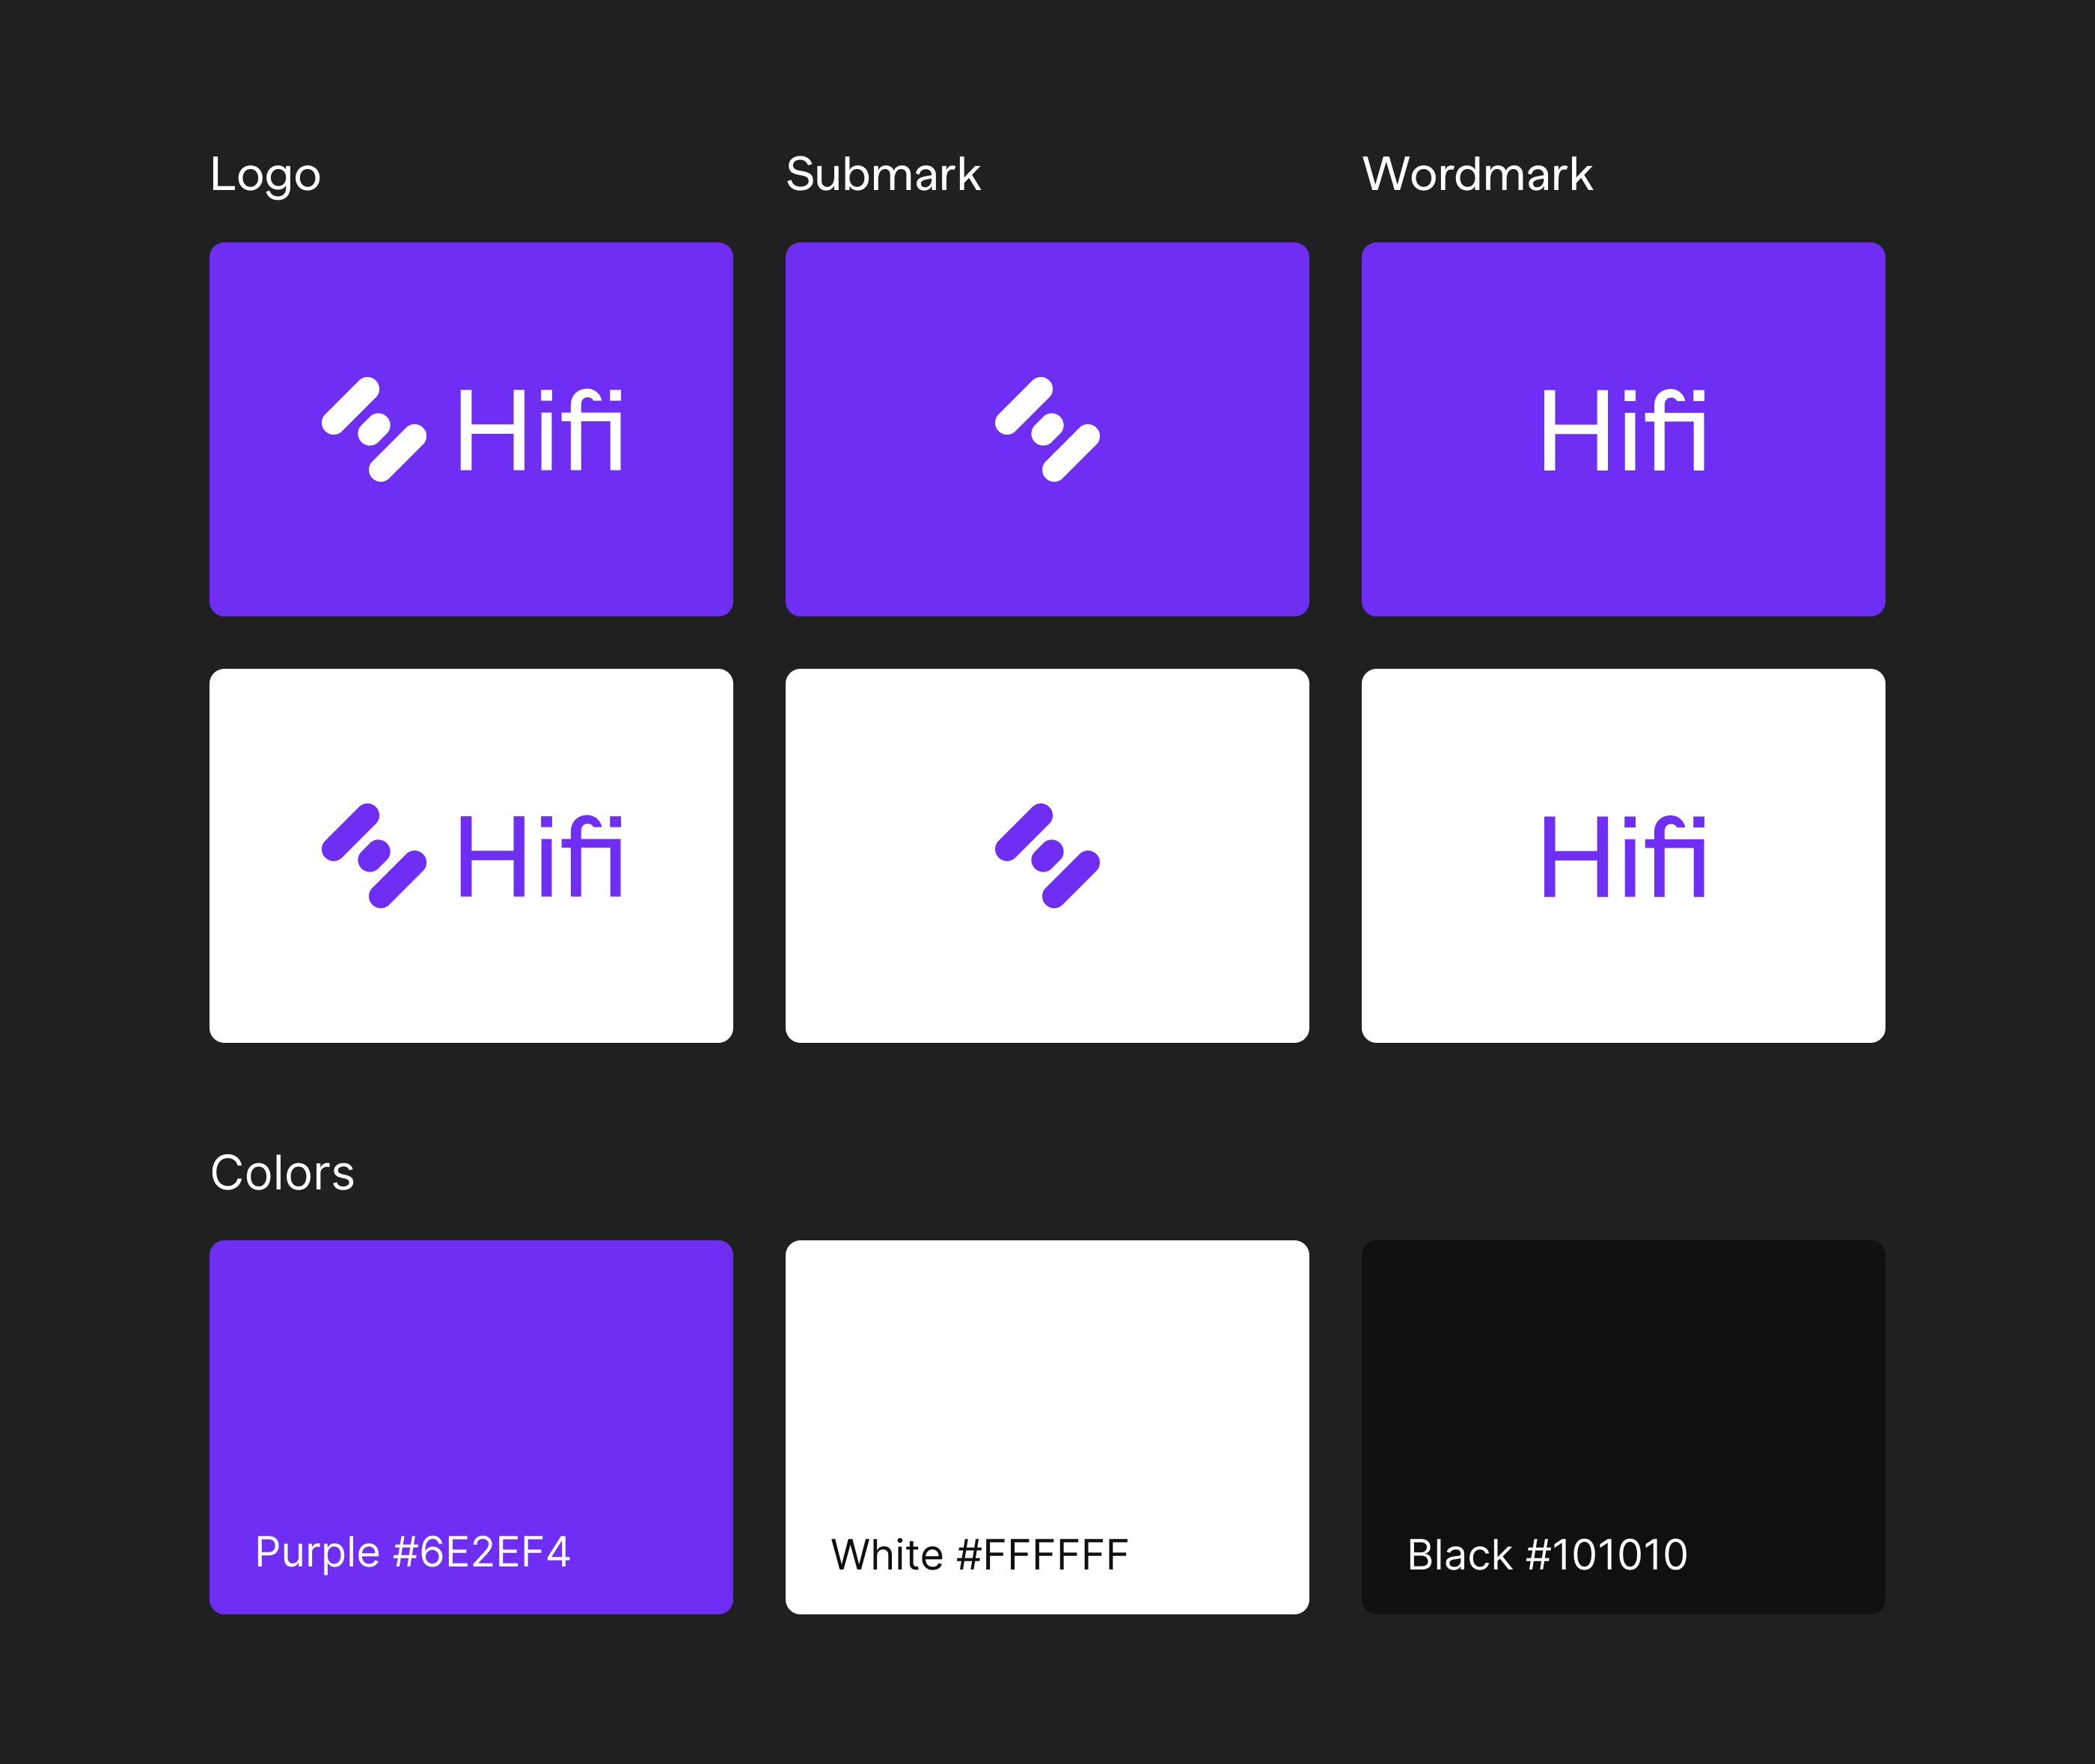 Logo
Submark
Wordmark
Hifi
Hifi
Hifi
Hifi
Colors
Purple #6E2EF4
White #FFFFFF
Black #101010